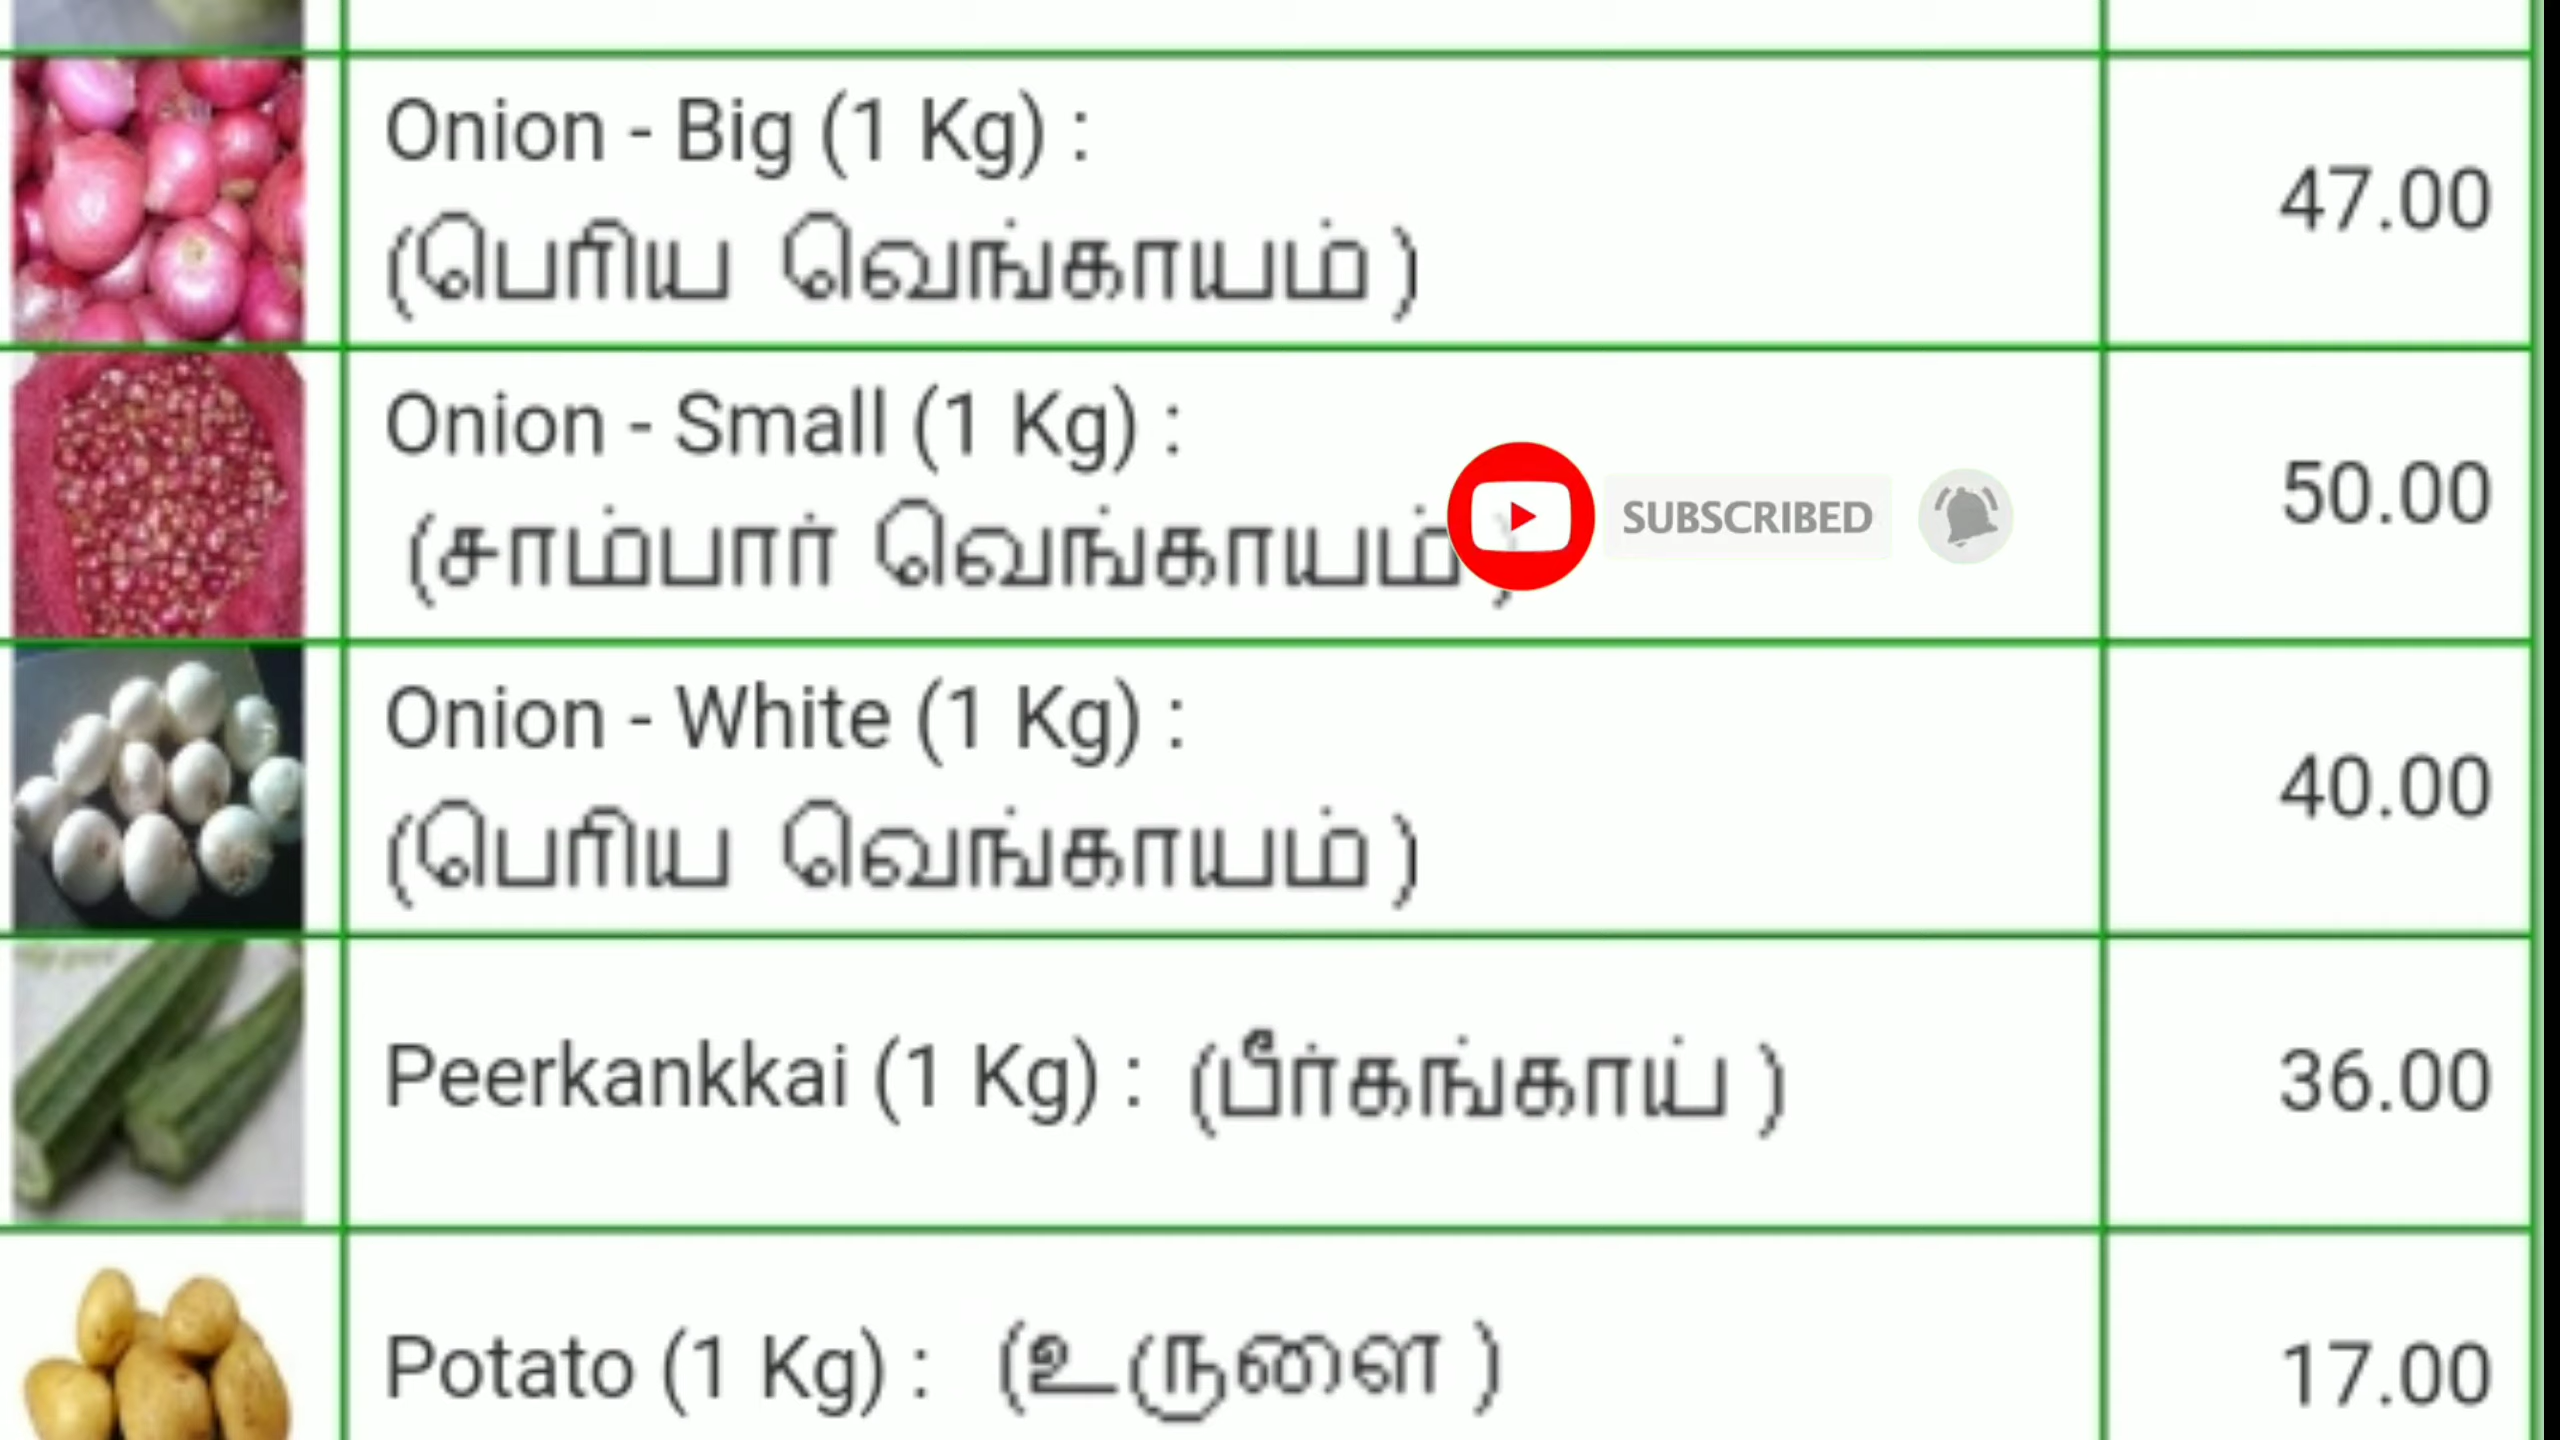 Onion - Big (1 Kg) :
(பெரிய வெங்காயம் )
47.00
Onion - Small (1 Kg) :
(சாம்பார் வெங்காயம் )
SUBSCRIBED
50.00
Onion - White (1 Kg) :
(பெரிய வெங்காயம் )
40.00
Peerkankkai (1 Kg) : (பீர்கங்காய் )
36.00
Potato (1 Kg) : (உருளை )
17.00